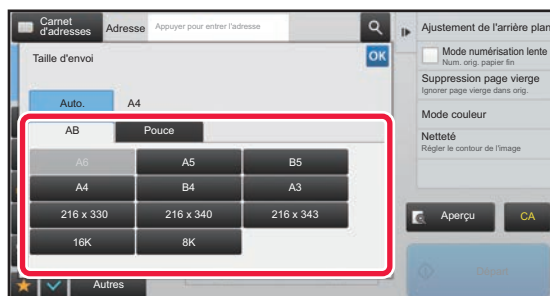 Carnet
d'adresses
Adresse
Appuyer pour entrer l'adresse
Taille d'envoi
OK
Auto.
A4
AB
Pouce
A6
A5
B5
A4
B4
A3
216 x 330
216 x 340
216 x 343
16K
8K
Autres
Ajustement de l'arrière plan
Mode numérisation lente
Num. orig. papier fin
Suppression page vierge
Ignorer page vierge dans orig.
Mode couleur
Netteté
Régler le contour de l'image
Aperçu
CA
Départ